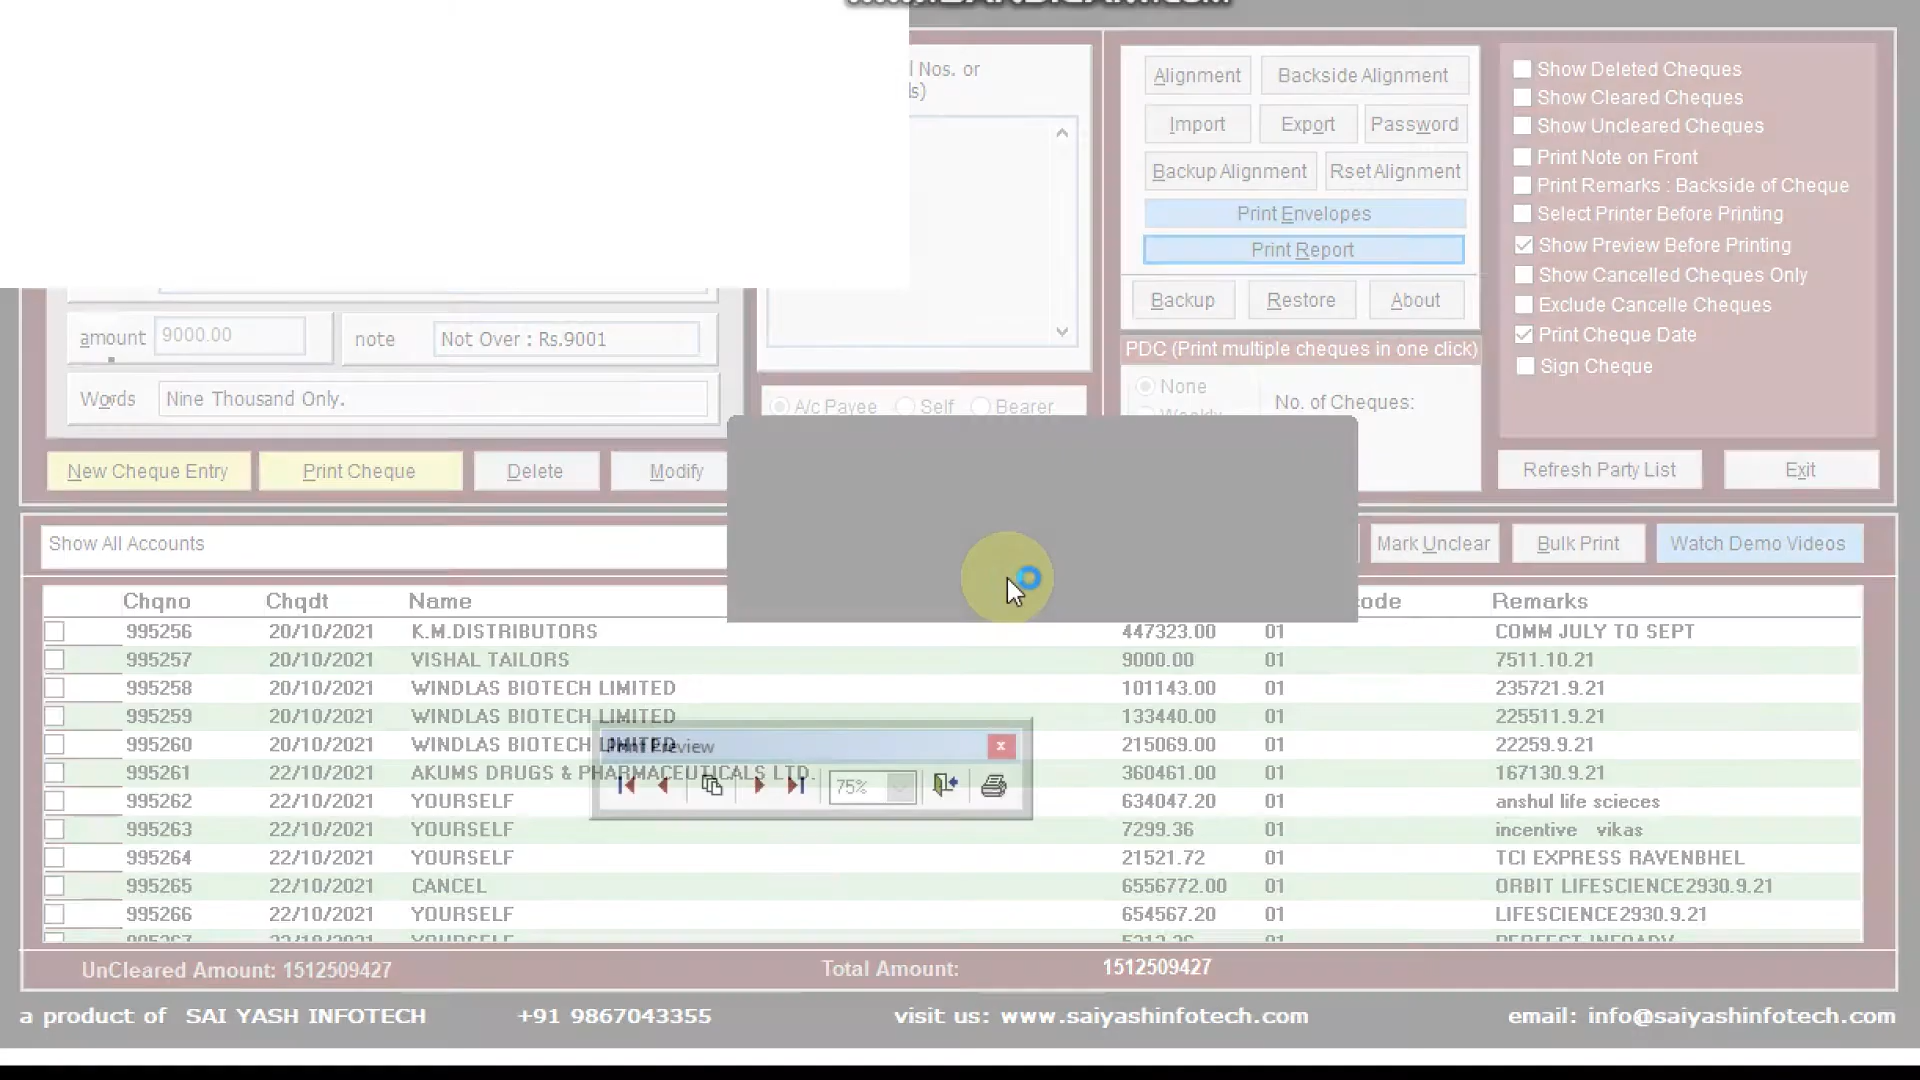 l Nos. or
ls)
Alignment
Backside Alignment
Import
Export
Password
Backup Alignment
Rset Alignment
Print Envelopes
Print Report
Backup
Restore
About
Show Deleted Cheques
Show Cleared Cheques
Show Uncleared Cheques
Print Note on Front
Print Remarks : Backside of Cheque
Select Printer Before Printing
Show Preview Before Printing
Show Cancelled Cheques Only
Exclude Cancelle Cheques
Print Cheque Date
Sign Cheque
amount 9000.00
note Not Over : Rs.9001
Words Nine Thousand Only.
A/c Payee Self Bearer
PDC (Print multiple cheques in one click)
None
Weekly
No. of Cheques:
New Cheque Entry
Print Cheque
Delete
Modify
Refresh Party List
Exit
Show All Accounts
Mark Unclear
Bulk Print
Watch Demo Videos
Chqno Chqdt Name ode Remarks
995256 20/10/2021 K.M.DISTRIBUTORS 447323.00 01 COMM JULY TO SEPT
995257 20/10/2021 VISHAL TAILORS 9000.00 01 7511.10.21
995258 20/10/2021 WINDLAS BIOTECH LIMITED 101143.00 01 235721.9.21
995259 20/10/2021 WINDLAS BIOTECH LIMITED 133440.00 01 225511.9.21
995260 20/10/2021 WINDLAS BIOTECH LIMITED 215069.00 01 22259.9.21
995261 20/10/2021 AKUMS DRUGS & PHARMACEUTICALS LTD. 360461.00 01 167130.9.21
995262 22/10/2021 YOURSELF 634047.20 01 anshul life scieces
995263 22/10/2021 YOURSELF 7299.36 01 incentive vikas
995264 22/10/2021 YOURSELF 21521.72 01 TCI EXPRESS RAVENBHEL
995265 22/10/2021 CANCEL 6556772.00 01 ORBIT LIFESCIENCE2930.9.21
995266 22/10/2021 YOURSELF 654567.20 01 LIFESCIENCE2930.9.21
Print Preview
75%
UnCleared Amount: 1512509427
Total Amount: 1512509427
a product of SAI YASH INFOTECH
+91 9867043355
visit us: www.saiyashinfotech.com
email: info@saiyashinfotech.com